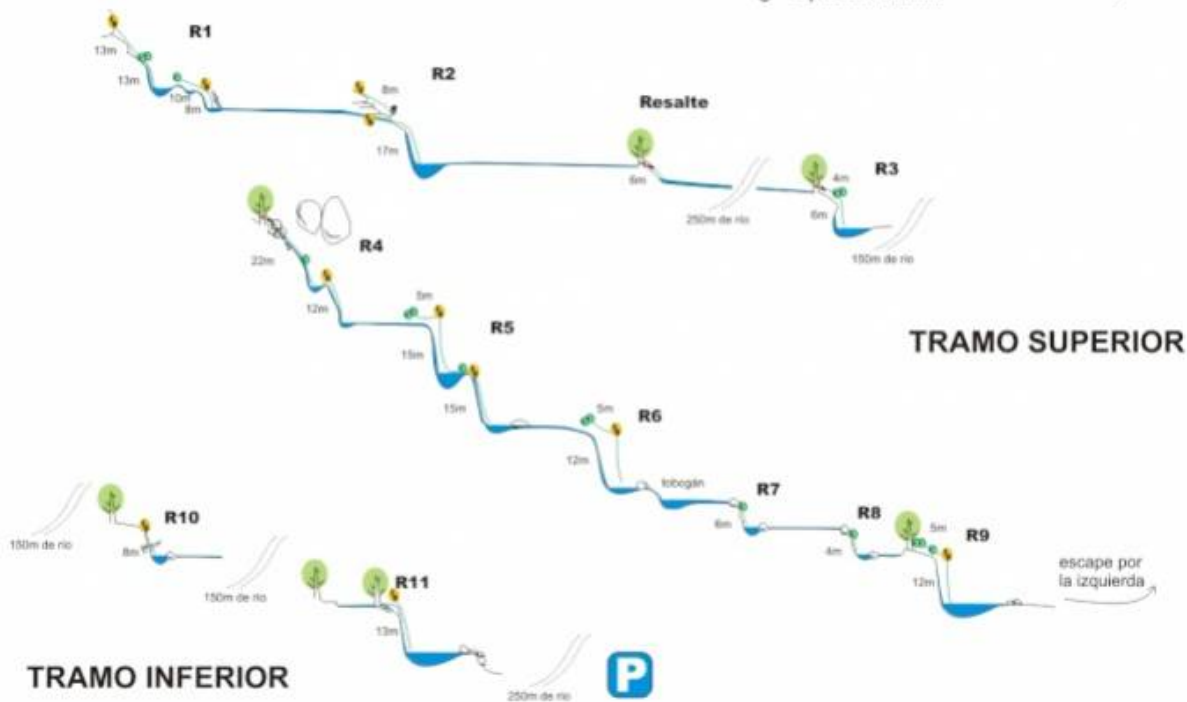 R1
13m
13m
10m
8m
R2
8m
17m
Resalte
6m
250m de río
R3
4m
6m
150m de río
R4
22m
12m
R5
5m
15m
15m
TRAMO SUPERIOR
R6
5m
12m
tobogán
R7
6m
R8
4m
R9
5m
12m
escape por
la izquierda
150m de río
R10
8m
150m de río
R11
13m
250m de río
TRAMO INFERIOR
P